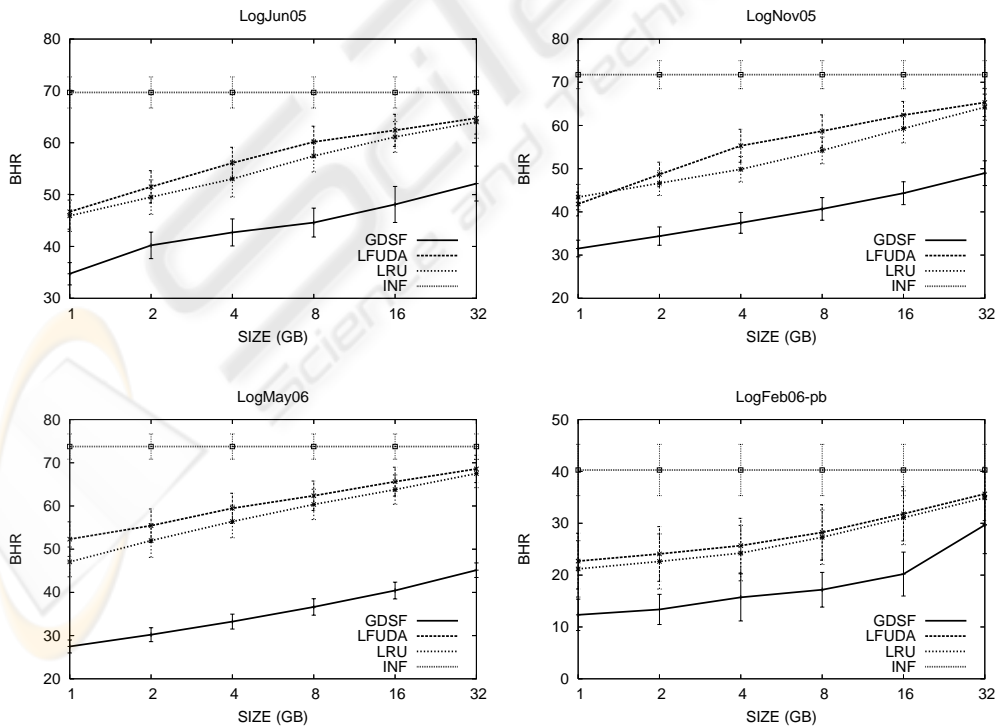 LogJun05
80
70
60
50
40
30
BHR
1 2 4 8 16 32
SIZE (GB)
GDSF
LFUDA
LRU
INF
LogNov05
80
70
60
50
40
30
20
BHR
1 2 4 8 16 32
SIZE (GB)
GDSF
LFUDA
LRU
INF
LogMay06
80
70
60
50
40
30
20
BHR
1 2 4 8 16 32
SIZE (GB)
GDSF
LFUDA
LRU
INF
LogFeb06-pb
50
40
30
20
10
0
BHR
1 2 4 8 16 32
SIZE (GB)
GDSF
LFUDA
LRU
INF
Science and Techn